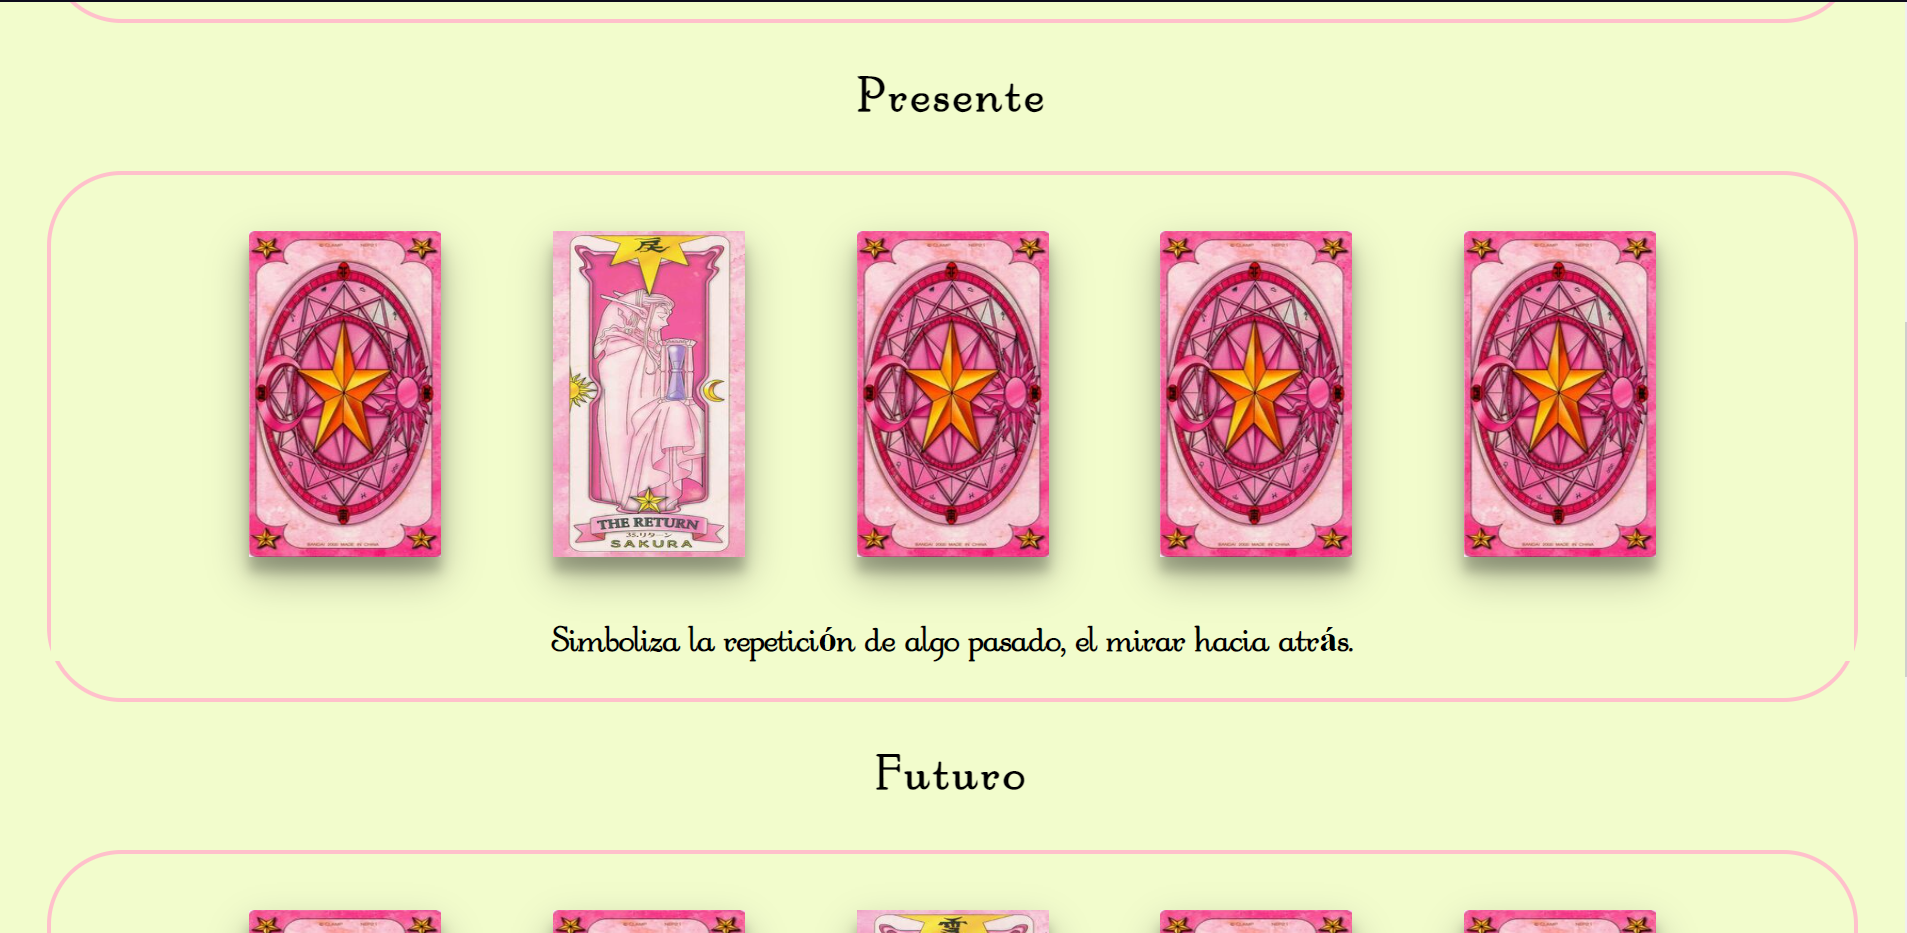 Presente
戻
THE RETURN
35.リターン
SAKURA
Simboliza la repetición de algo pasado, el mirar hacia atrás.
Futuro